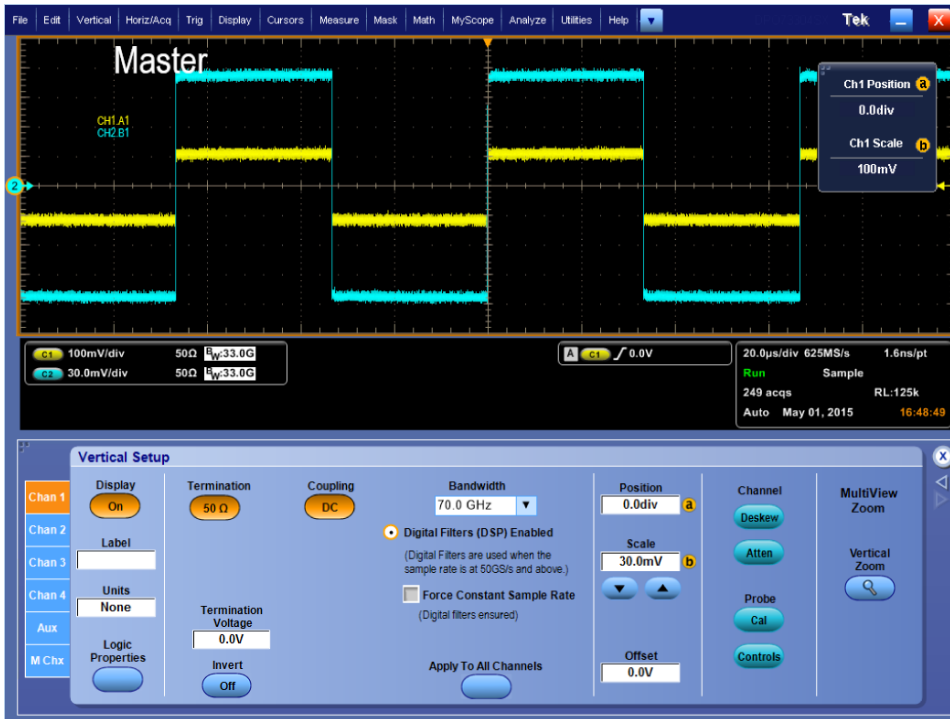 File Edit Vertical Horiz/Acq Trig Display Cursors Measure Mask Math MyScope Analyze Utilities Help Tek X
Master
CH1.A1
CH2.B1
2
Ch1 Position a
0.0div
Ch1 Scale b
100mV
C1 100mV/div 50Ω BW:33.0G
C2 30.0mV/div 50Ω BW:33.0G
A C1 0.0V
20.0µs/div 625MS/s 1.6ns/pt
Run Sample
249 acqs RL:125k
Auto May 01, 2015 16:48:49
Vertical Setup
X
Chan 1
Chan 2
Chan 3
Chan 4
Aux
M Chx
Display
On
Label
Units
None
Logic
Properties
Termination
50 Ω
Termination
Voltage
0.0V
Invert
Off
Coupling
DC
Bandwidth
70.0 GHz
Digital Filters (DSP) Enabled
(Digital Filters are used when the
sample rate is at 50GS/s and above.)
Force Constant Sample Rate
(Digital filters ensured)
Apply To All Channels
Position
0.0div a
Scale
30.0mV b
Offset
0.0V
Channel
Deskew
Atten
Probe
Cal
Controls
MultiView
Zoom
Vertical
Zoom